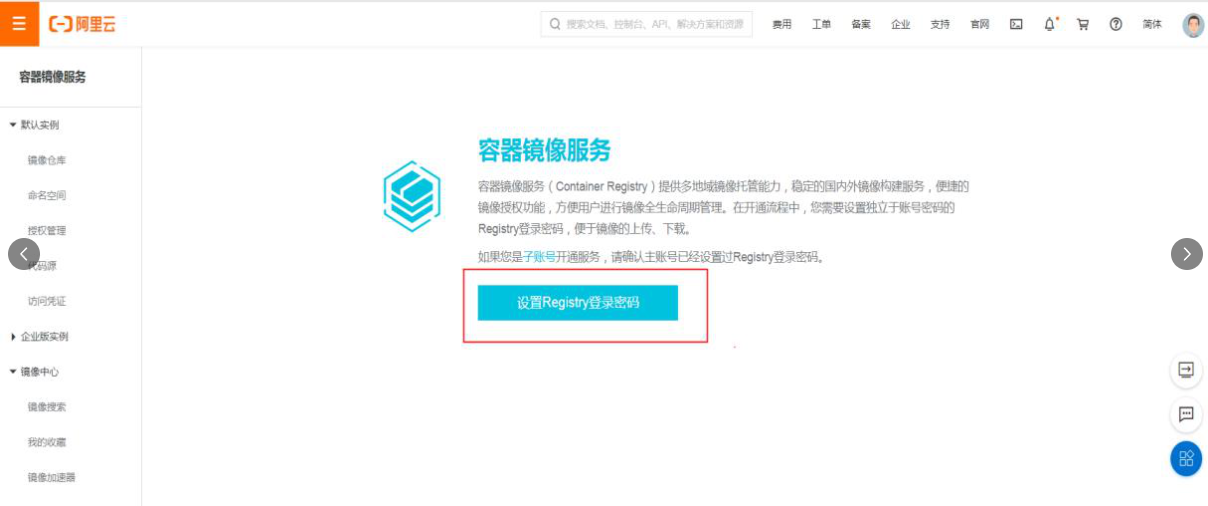 阿里云
搜索文档、控制台、API、解决方案和资源
费用 工单 备案 企业 支持 官网 简体
容器镜像服务
默认实例
镜像仓库
命名空间
授权管理
代码源
访问凭证
企业版实例
镜像中心
镜像搜索
我的收藏
镜像加速器
容器镜像服务
容器镜像服务（Container Registry）提供多地域镜像托管能力，稳定的国内外镜像构建服务，便捷的
镜像授权功能，方便用户进行镜像全生命周期管理。在开通流程中，您需要设置独立于账号密码的
Registry登录密码，便于镜像的上传、下载。
如果您是子账号开通服务，请确认主账号已经设置过Registry登录密码。
设置Registry登录密码